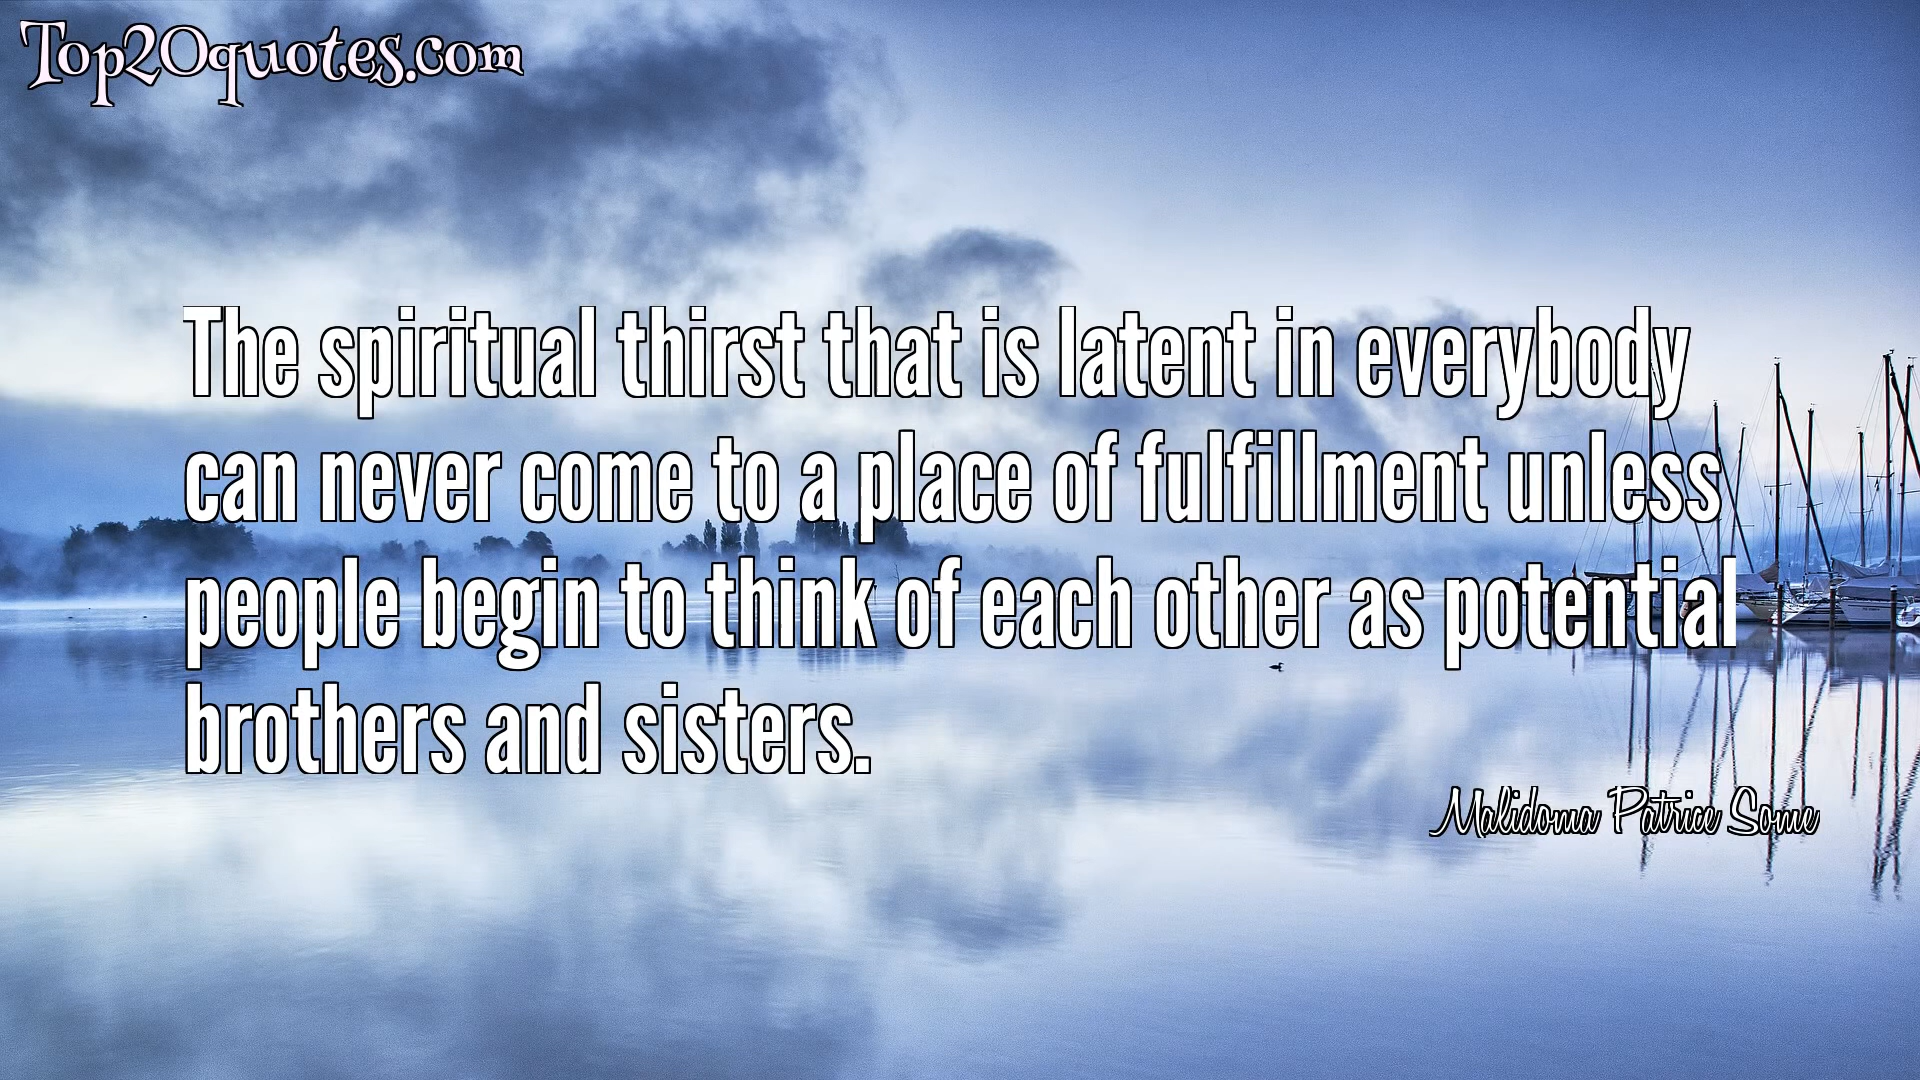 Top20quotes.com
The spiritual thirst that is latent in everybody
can never come to a place of fulfillment unless
people begin to think of each other as potential
brothers and sisters.
Malidoma Patrice Some